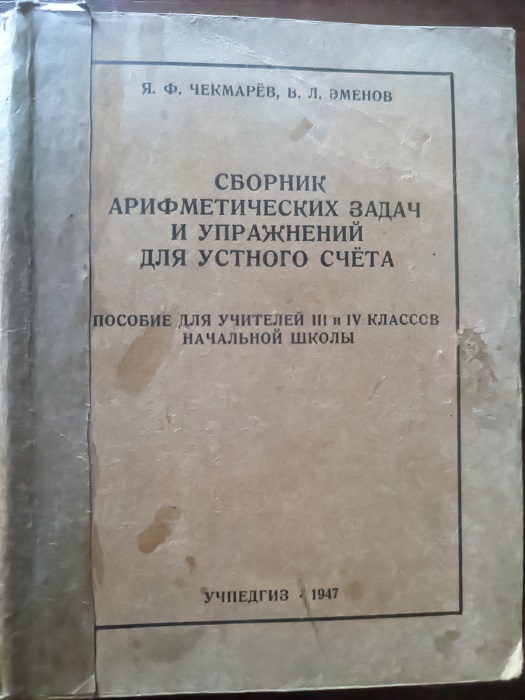 Я. Ф. ЧЕКМАРЁВ, В. Л. ЭМЕНОВ
СБОРНИК
АРИФМЕТИЧЕСКИХ ЗАДАЧ
И УПРАЖНЕНИЙ
ДЛЯ УСТНОГО СЧЁТА
ПОСОБИЕ ДЛЯ УЧИТЕЛЕЙ III и IV КЛАССОВ
НАЧАЛЬНОЙ ШКОЛЫ
УЧПЕДГИЗ · 1947